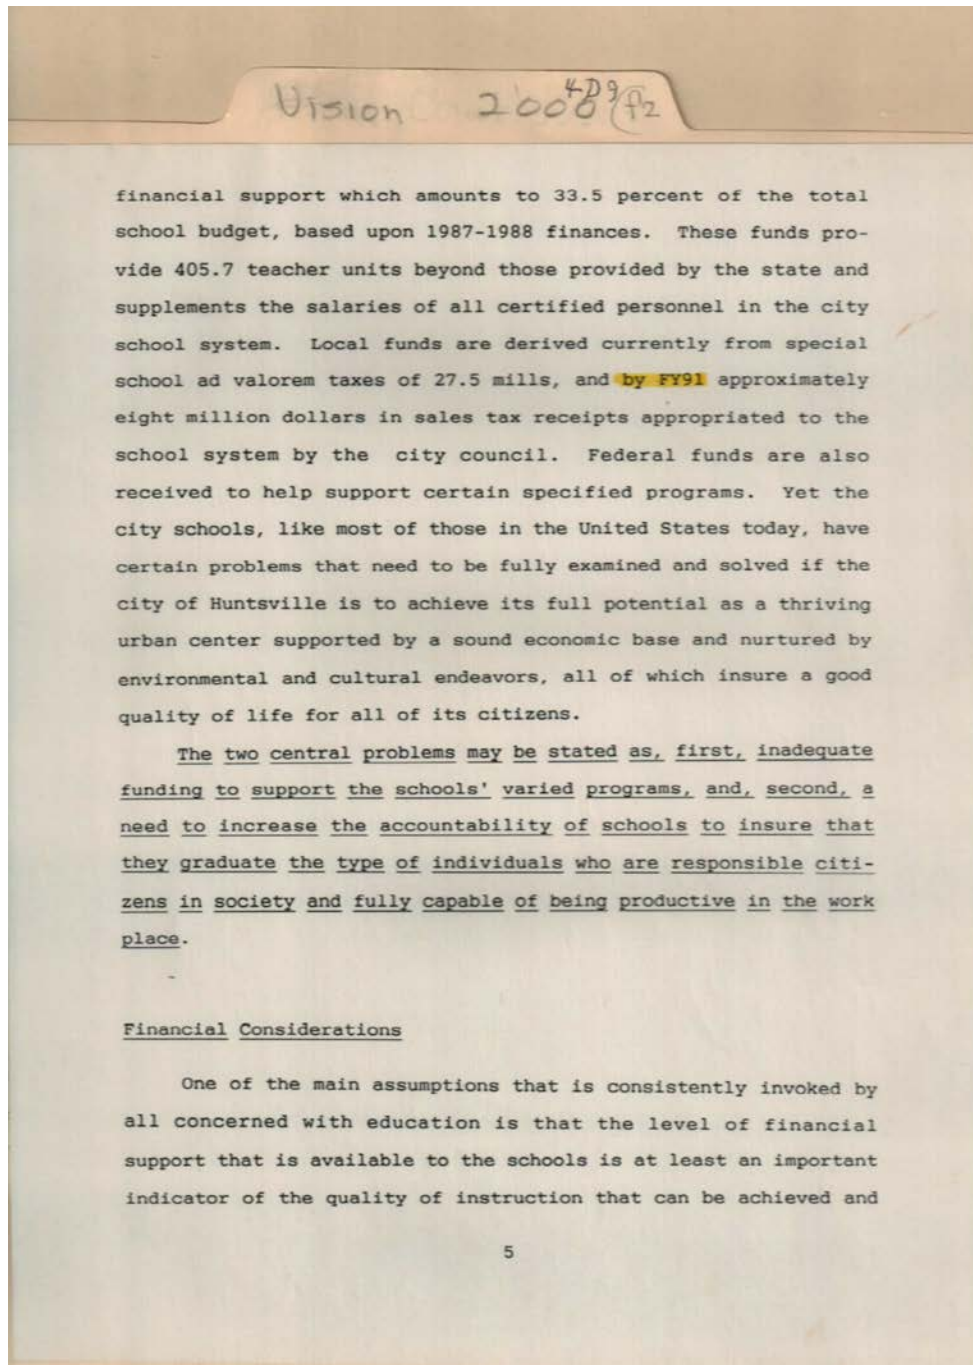 Vision 2000
4D9
f2
financial support which amounts to 33.5 percent of the total
school budget, based upon 1987-1988 finances. These funds pro-
vide 405.7 teacher units beyond those provided by the state and
supplements the salaries of all certified personnel in the city
school system. Local funds are derived currently from special
school ad valorem taxes of 27.5 mills, and by FY91 approximately
eight million dollars in sales tax receipts appropriated to the
school system by the city council. Federal funds are also
received to help support certain specified programs. Yet the
city schools, like most of those in the United States today, have
certain problems that need to be fully examined and solved if the
city of Huntsville is to achieve its full potential as a thriving
urban center supported by a sound economic base and nurtured by
environmental and cultural endeavors, all of which insure a good
quality of life for all of its citizens.
The two central problems may be stated as, first, inadequate
funding to support the schools' varied programs, and, second, a
need to increase the accountability of schools to insure that
they graduate the type of individuals who are responsible citi-
zens in society and fully capable of being productive in the work
place.
Financial Considerations
One of the main assumptions that is consistently invoked by
all concerned with education is that the level of financial
support that is available to the schools is at least an important
indicator of the quality of instruction that can be achieved and
5